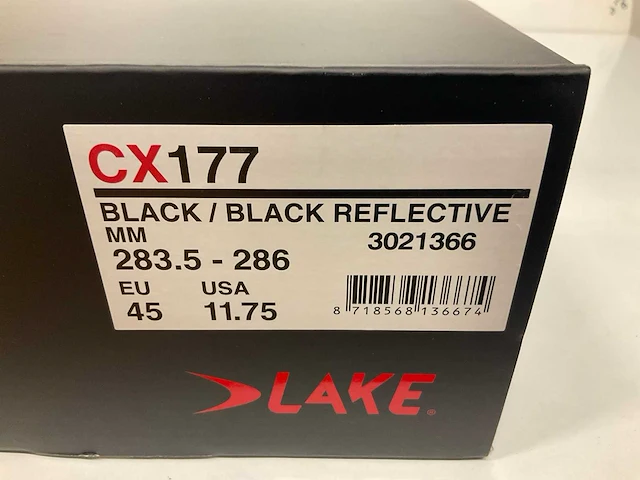 CX177
BLACK / BLACK REFLECTIVE
MM
3021366
283.5 - 286
EU USA
45 11.75
8 718568 136674
LAKE®